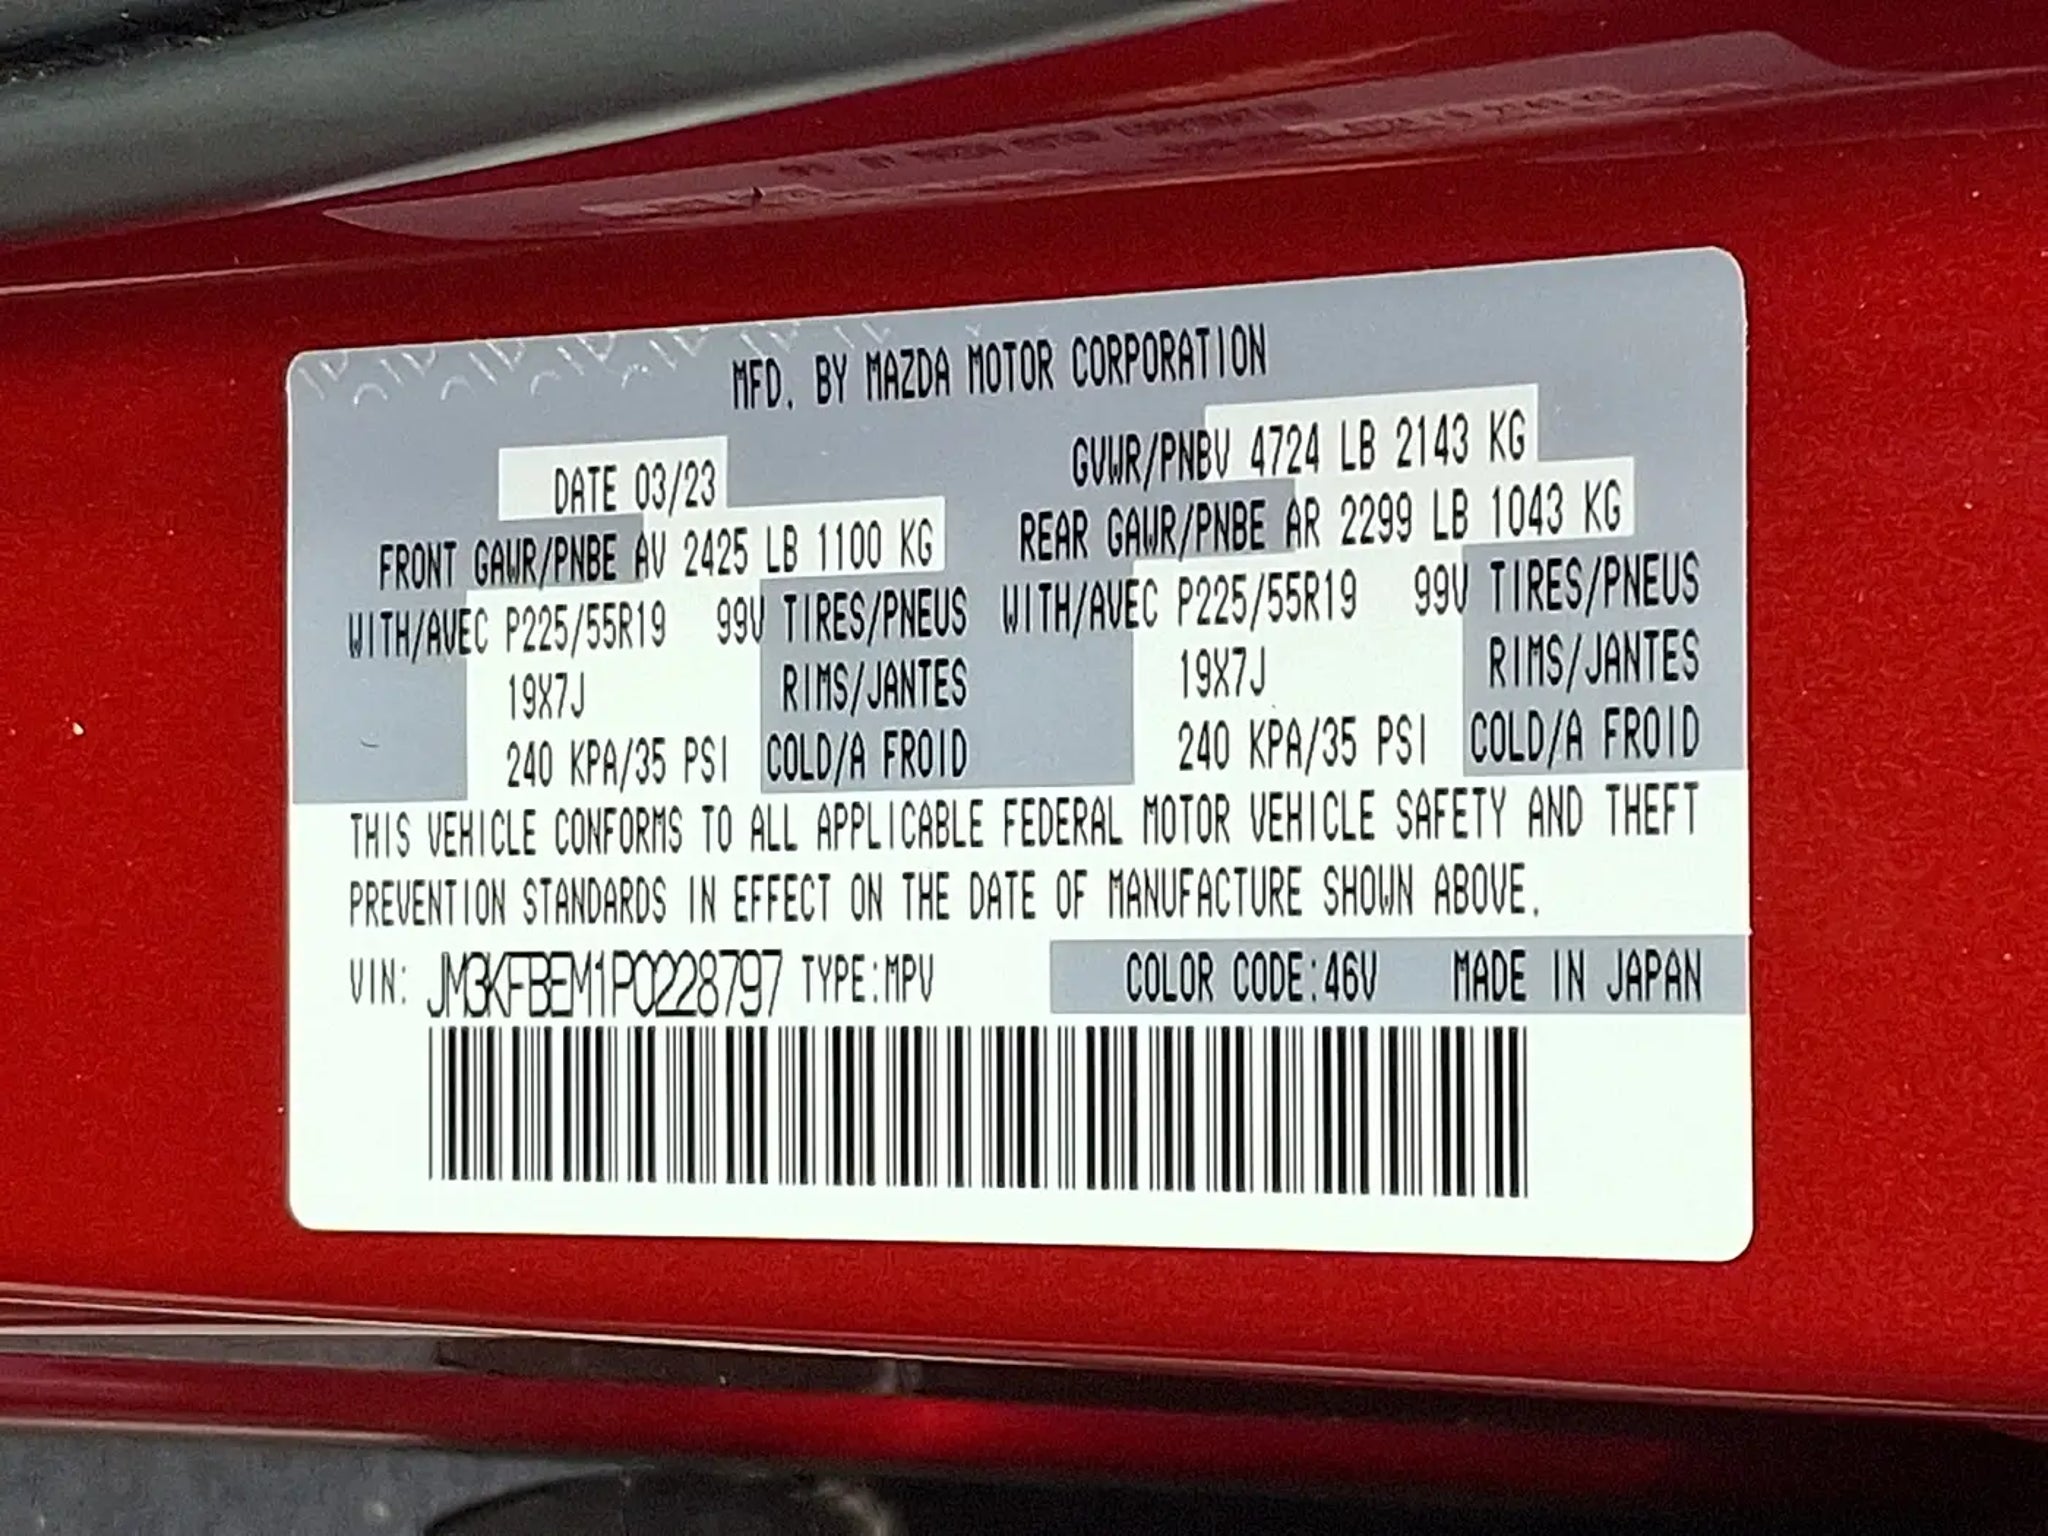 MFD. BY MAZDA MOTOR CORPORATION
DATE 03/23
GVWR/PNBV 4724 LB 2143 KG
FRONT GAWR/PNBE AV 2425 LB 1100 KG
REAR GAWR/PNBE AR 2299 LB 1043 KG
WITH/AVEC P225/55R19 99V TIRES/PNEUS
WITH/AVEC P225/55R19 99V TIRES/PNEUS
19X7J RIMS/JANTES
19X7J RIMS/JANTES
240 KPA/35 PSI COLD/A FROID
240 KPA/35 PSI COLD/A FROID
THIS VEHICLE CONFORMS TO ALL APPLICABLE FEDERAL MOTOR VEHICLE SAFETY AND THEFT
PREVENTION STANDARDS IN EFFECT ON THE DATE OF MANUFACTURE SHOWN ABOVE.
VIN: JM3KFBEM1P0228797 TYPE:MPV COLOR CODE:46V MADE IN JAPAN